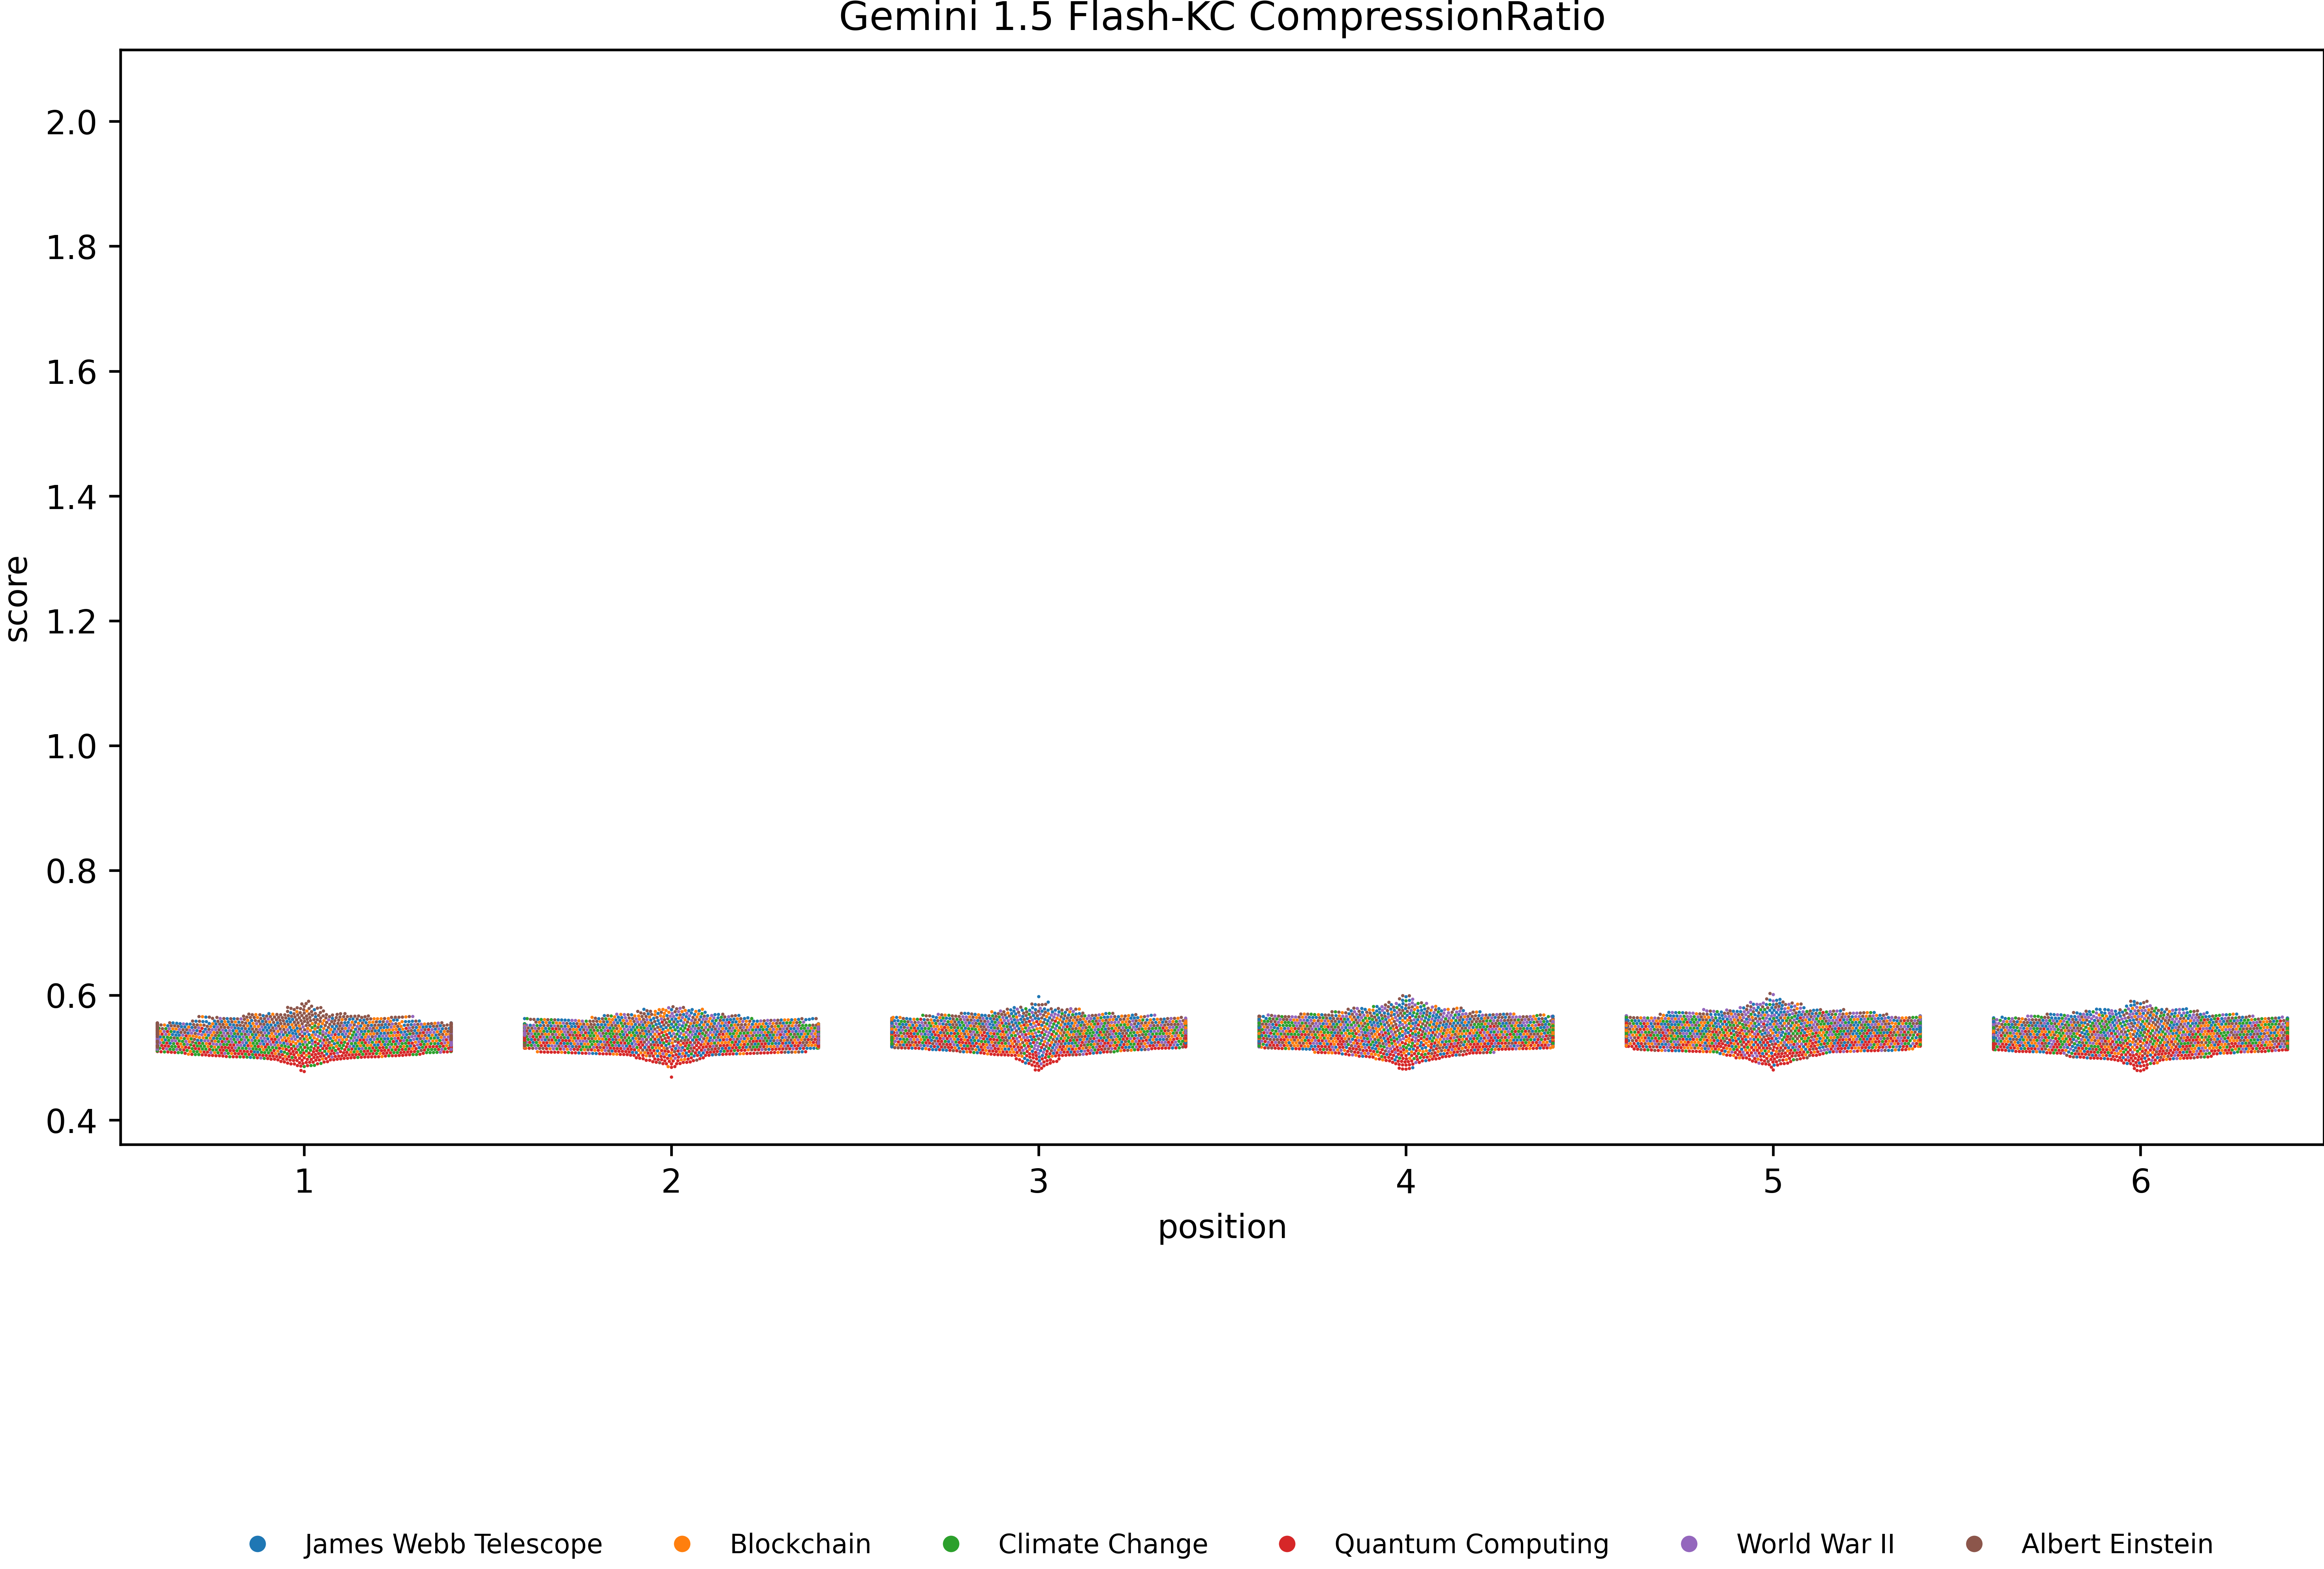 Gemini 1.5 Flash-KC CompressionRatio
2.0
1.8
1.6
1.4
1.2
1.0
0.8
0.6
0.4
score
1 2 3 4 5 6
position
James Webb Telescope Blockchain Climate Change Quantum Computing World War II Albert Einstein